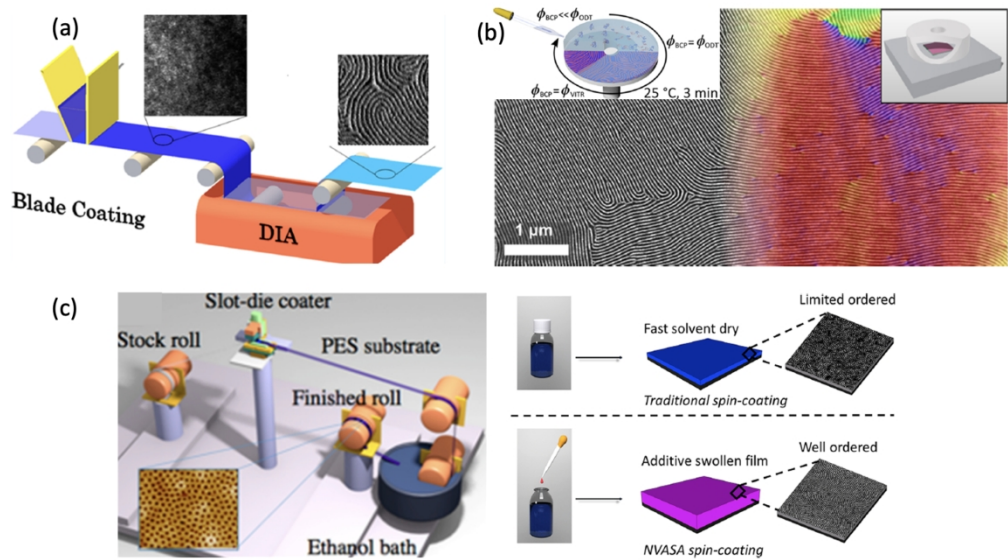 (a)
Blade Coating
DIA
(b)
ϕBCP<<ϕODT
ϕBCP=ϕODT
ϕBCP=ϕVITR
25 °C, 3 min
1 µm
(c)
Slot-die coater
Stock roll
PES substrate
Finished roll
Ethanol bath
Limited ordered
Fast solvent dry
Traditional spin-coating
Well ordered
Additive swollen film
NVASA spin-coating